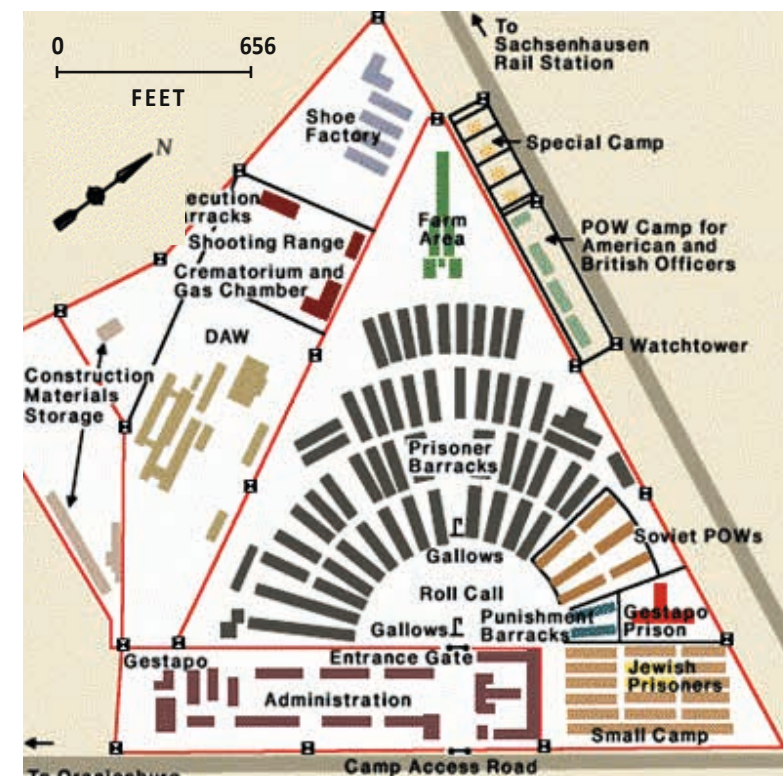 0 656
FEET
N
To
Sachsenhausen
Rail Station
Shoe
Factory
Special Camp
ecution
rracks
Farm
Area
Shooting Range
POW Camp for
American and
British Officers
Crematorium and
Gas Chamber
DAW
Watchtower
Construction
Materials
Storage
Prisoner
Barracks
Soviet POWs
Gallows
Roll Call
Gallows
Punishment
Barracks
Gestapo
Prison
Gestapo
Entrance Gate
Jewish
Prisoners
Administration
Small Camp
Camp Access Road